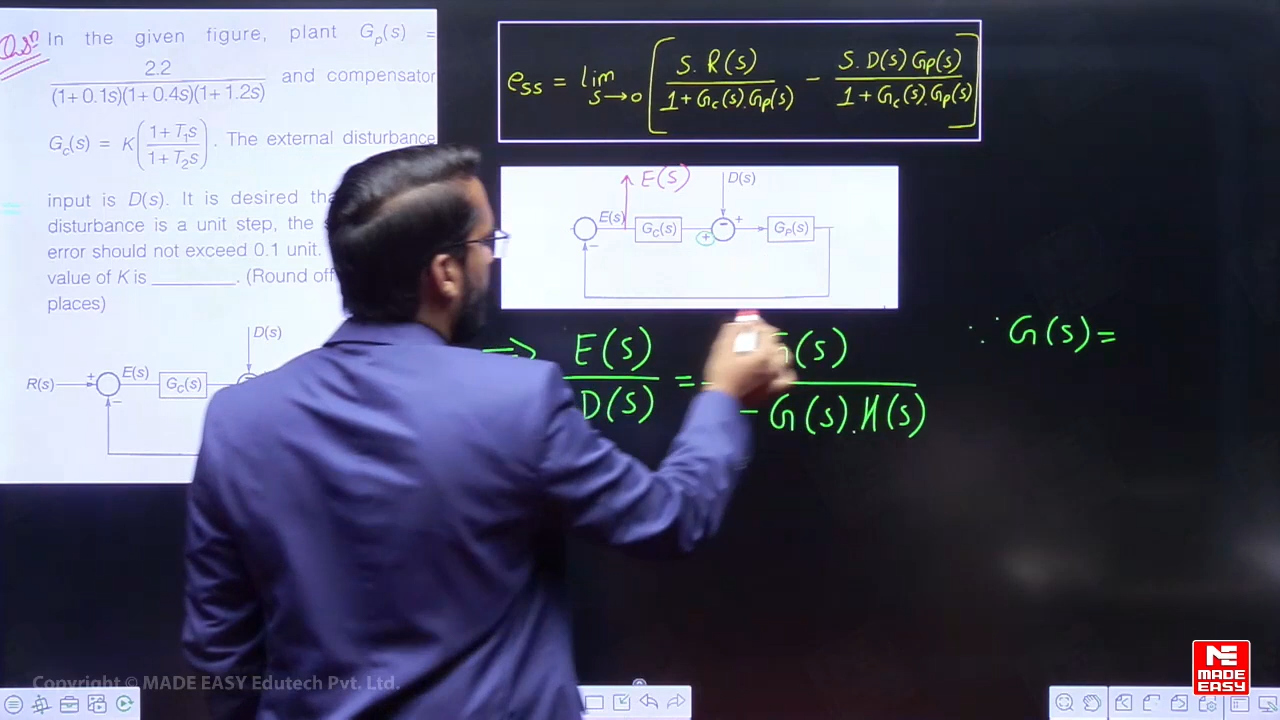 Qsⁿ In the given figure, plant Gp(s) =
2.2 / (1+0.1s)(1+0.4s)(1+1.2s) and compensator
Gc(s) = K((1+T₁s)/(1+T₂s)). The external disturbance
input is D(s). It is desired
disturbance is a unit step, the
error should not exceed 0.1 unit.
value of K is ________. (Round off
places)
D(s)
R(s) + E(s) Gc(s)
−
ess = lim s→0 [ S.R(s) / 1+Gc(s).Gp(s) − S.D(s)Gp(s) / 1+Gc(s).Gp(s) ]
E(s) D(s)
E(s) Gc(s) + − + Gp(s)
−
⇒ E(s)/D(s) = (s) / − G(s).H(s)
∵ G(s) =
Copyright © MADE EASY Edutech Pvt. Ltd.
MADE EASY